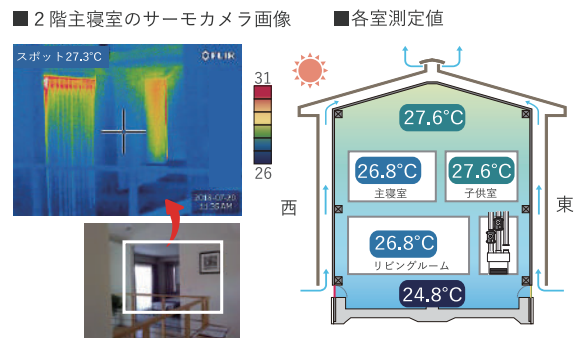 ■２階主寝室のサーモカメラ画像
■各室測定値
スポット27.3℃
FLIR
31
26
2018-07-20
11:35 AM
27.6℃
26.8℃
主寝室
27.6℃
子供室
西
東
26.8℃
リビングルーム
24.8℃